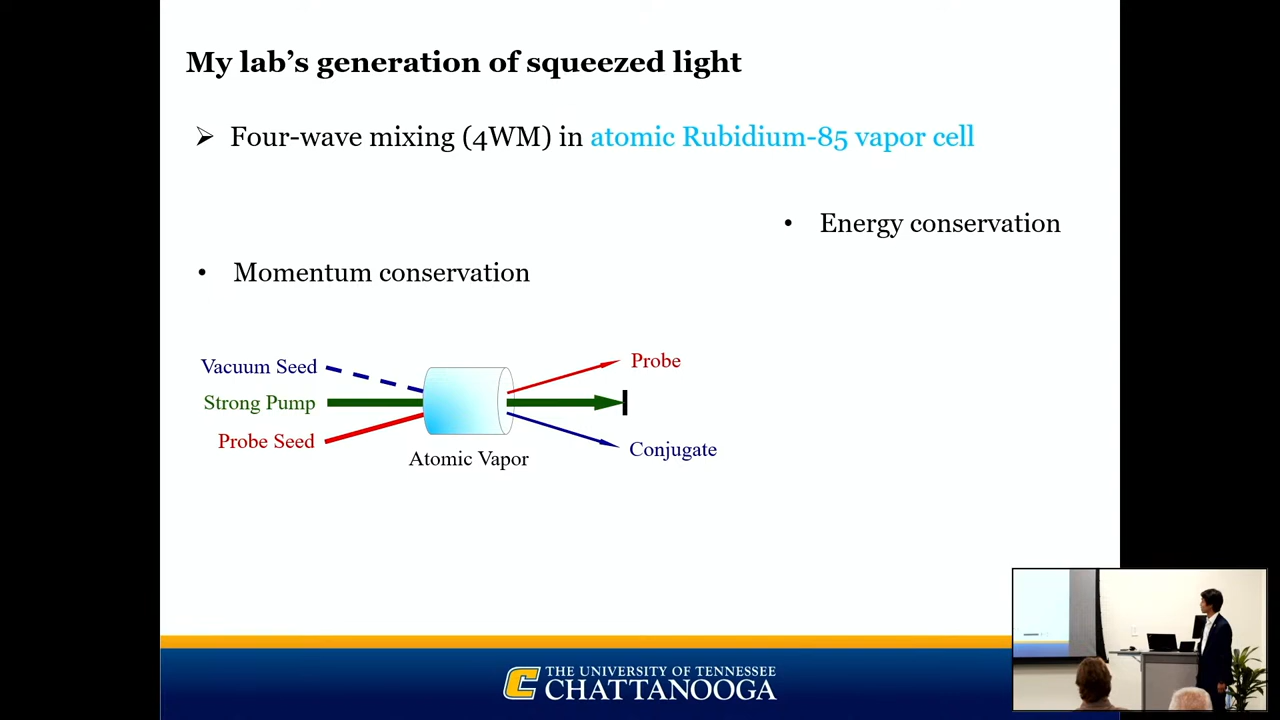 My lab’s generation of squeezed light
➢ Four-wave mixing (4WM) in atomic Rubidium-85 vapor cell
• Energy conservation
• Momentum conservation
Vacuum Seed
Strong Pump
Probe Seed
Atomic Vapor
Probe
Conjugate
C
THE UNIVERSITY OF TENNESSEE
CHATTANOOGA